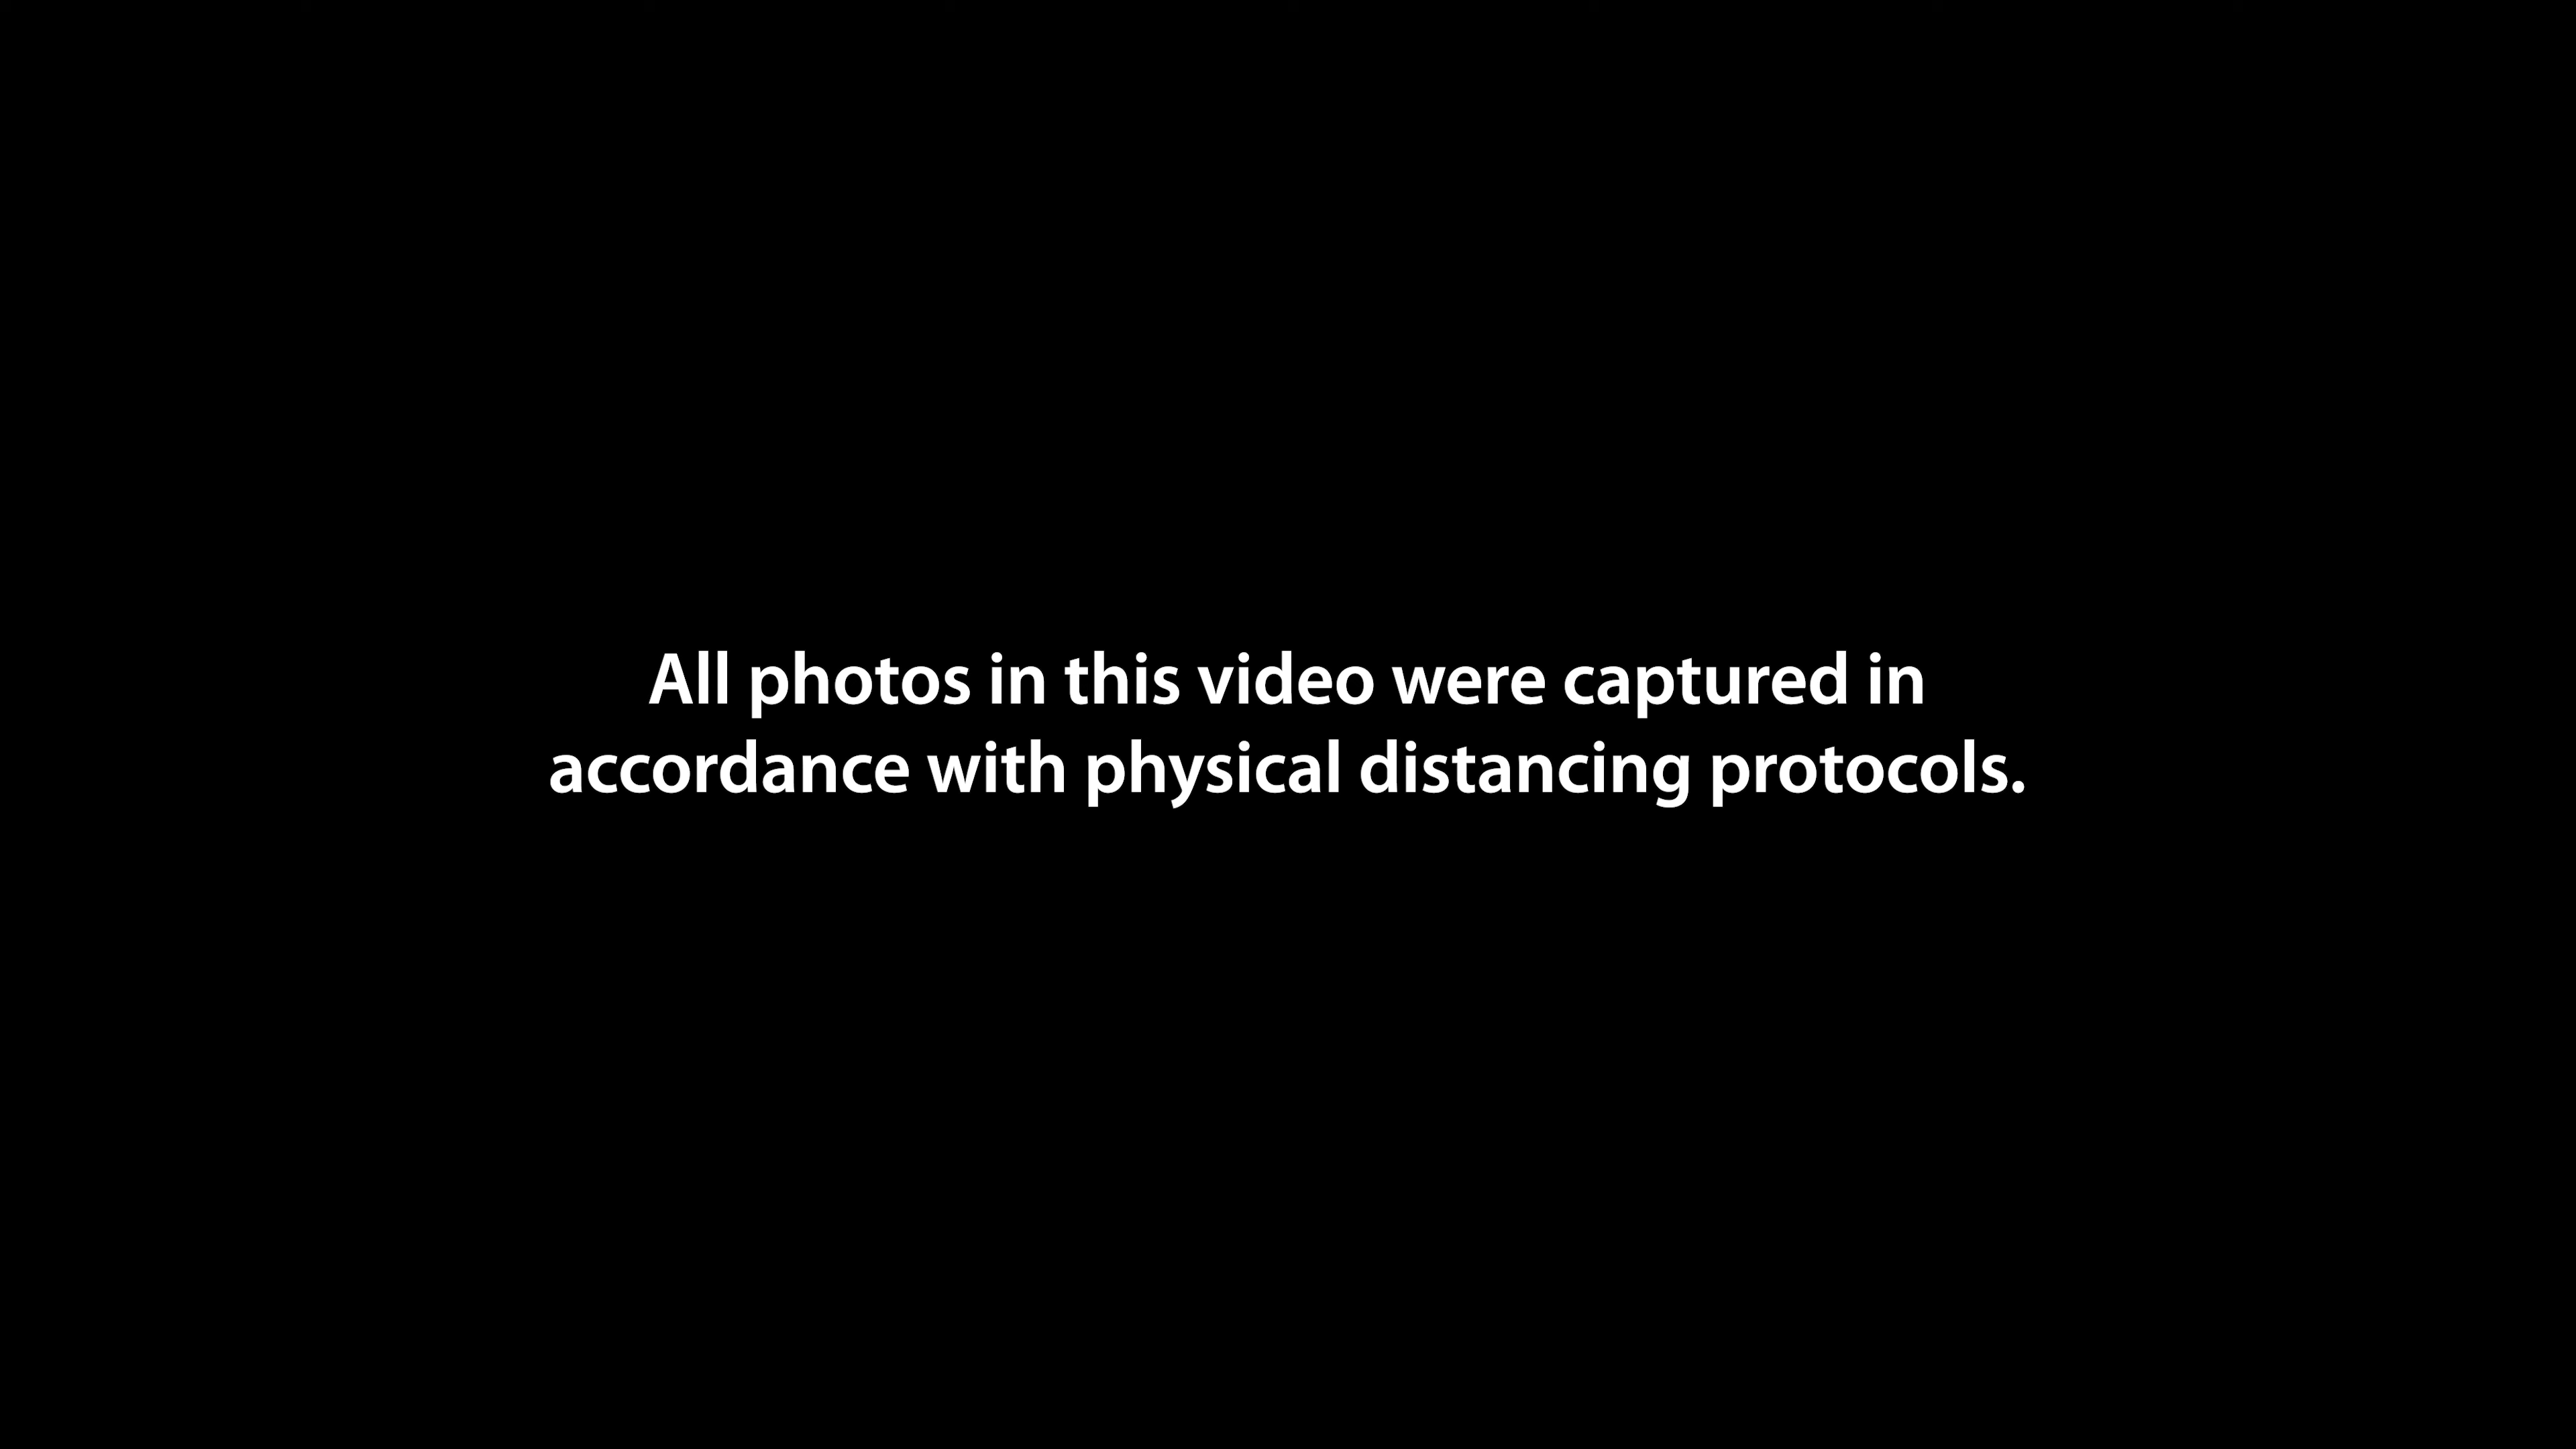 All photos in this video were captured in
accordance with physical distancing protocols.